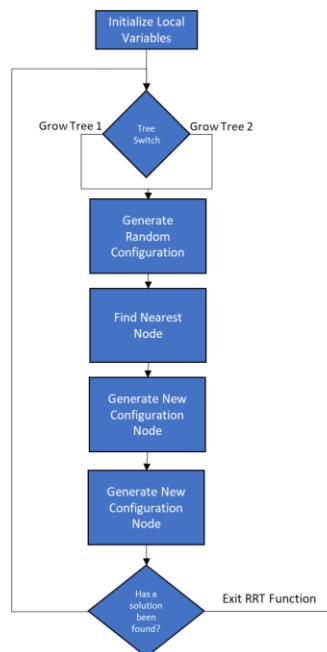 Initialize Local
Variables
Grow Tree 1
Tree
Switch
Grow Tree 2
Generate
Random
Configuration
Find Nearest
Node
Generate New
Configuration
Node
Generate New
Configuration
Node
Has a
solution
been
found?
Exit RRT Function